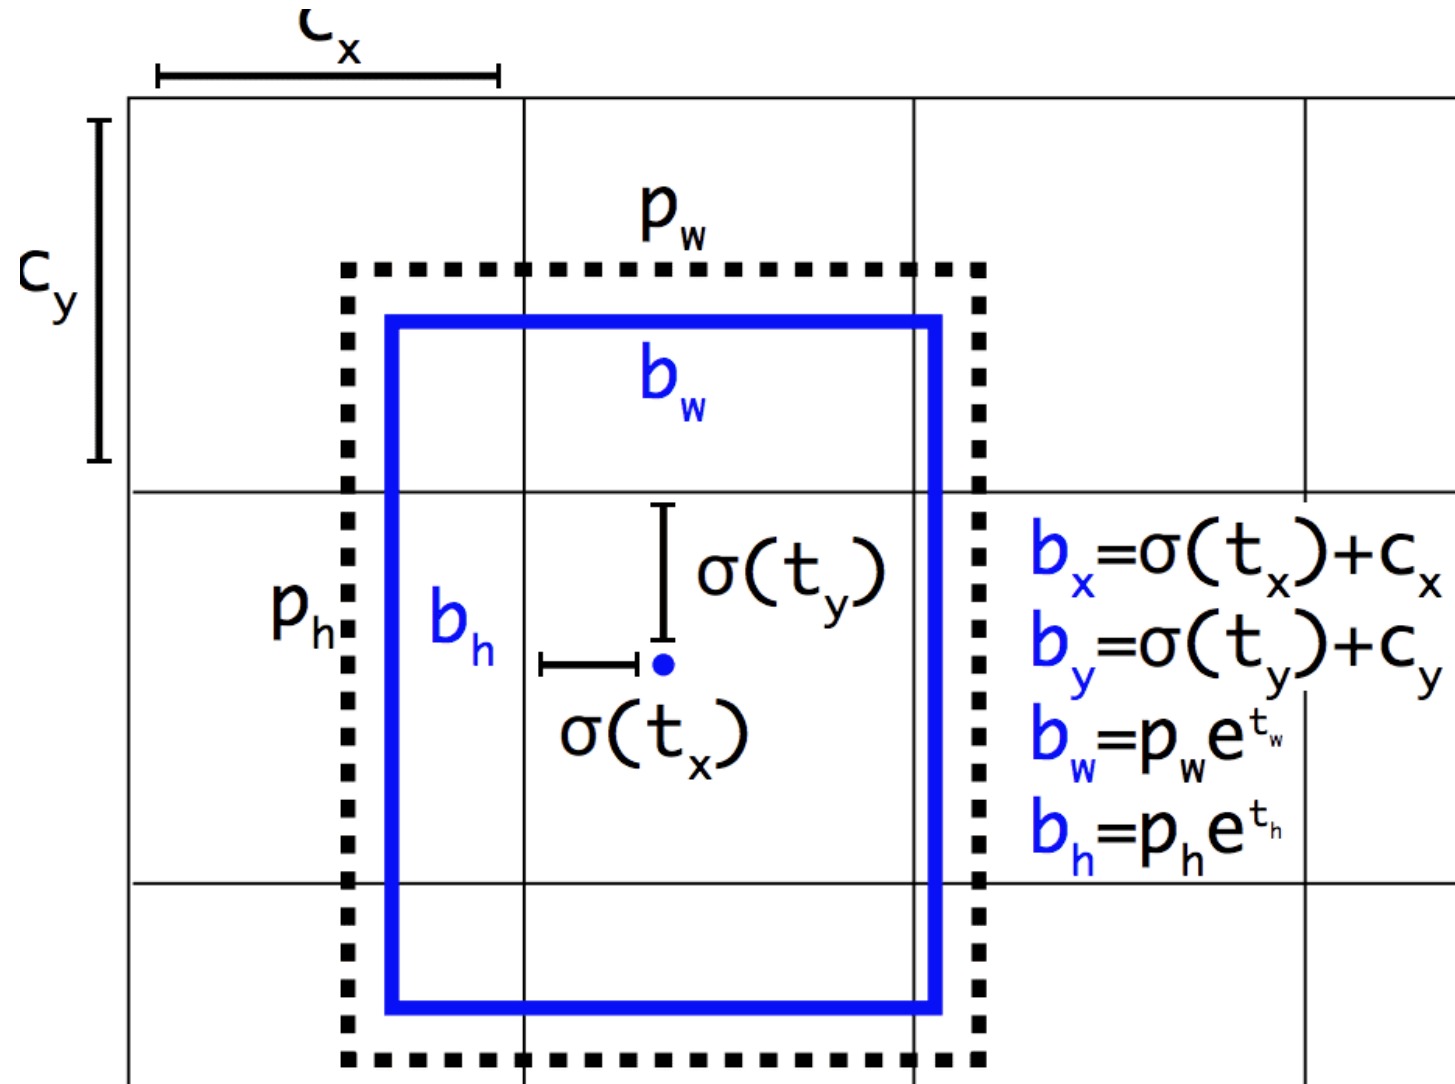 cx
cy
pw
bw
σ(ty)
ph
bh
σ(tx)
bx=σ(tx)+cx
by=σ(ty)+cy
bw=pwe^tw
bh=phe^th